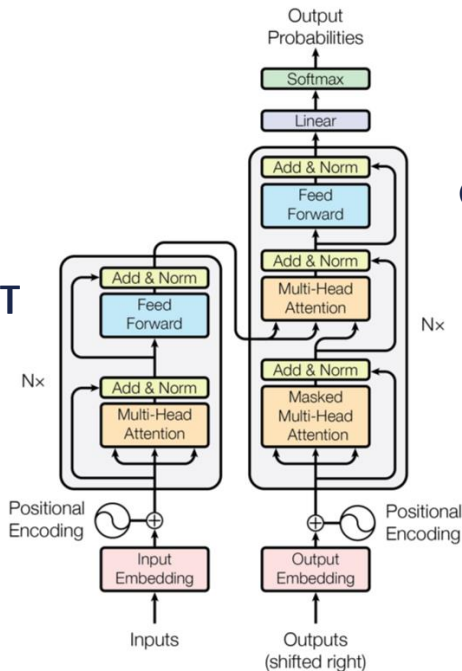 Output
Probabilities
Softmax
Linear
Add & Norm
Feed
Forward
Add & Norm
Multi-Head
Attention
Add & Norm
Masked
Multi-Head
Attention
Nx
Positional
Encoding
Output
Embedding
Outputs
(shifted right)
T
Add & Norm
Feed
Forward
Add & Norm
Multi-Head
Attention
Nx
Positional
Encoding
Input
Embedding
Inputs